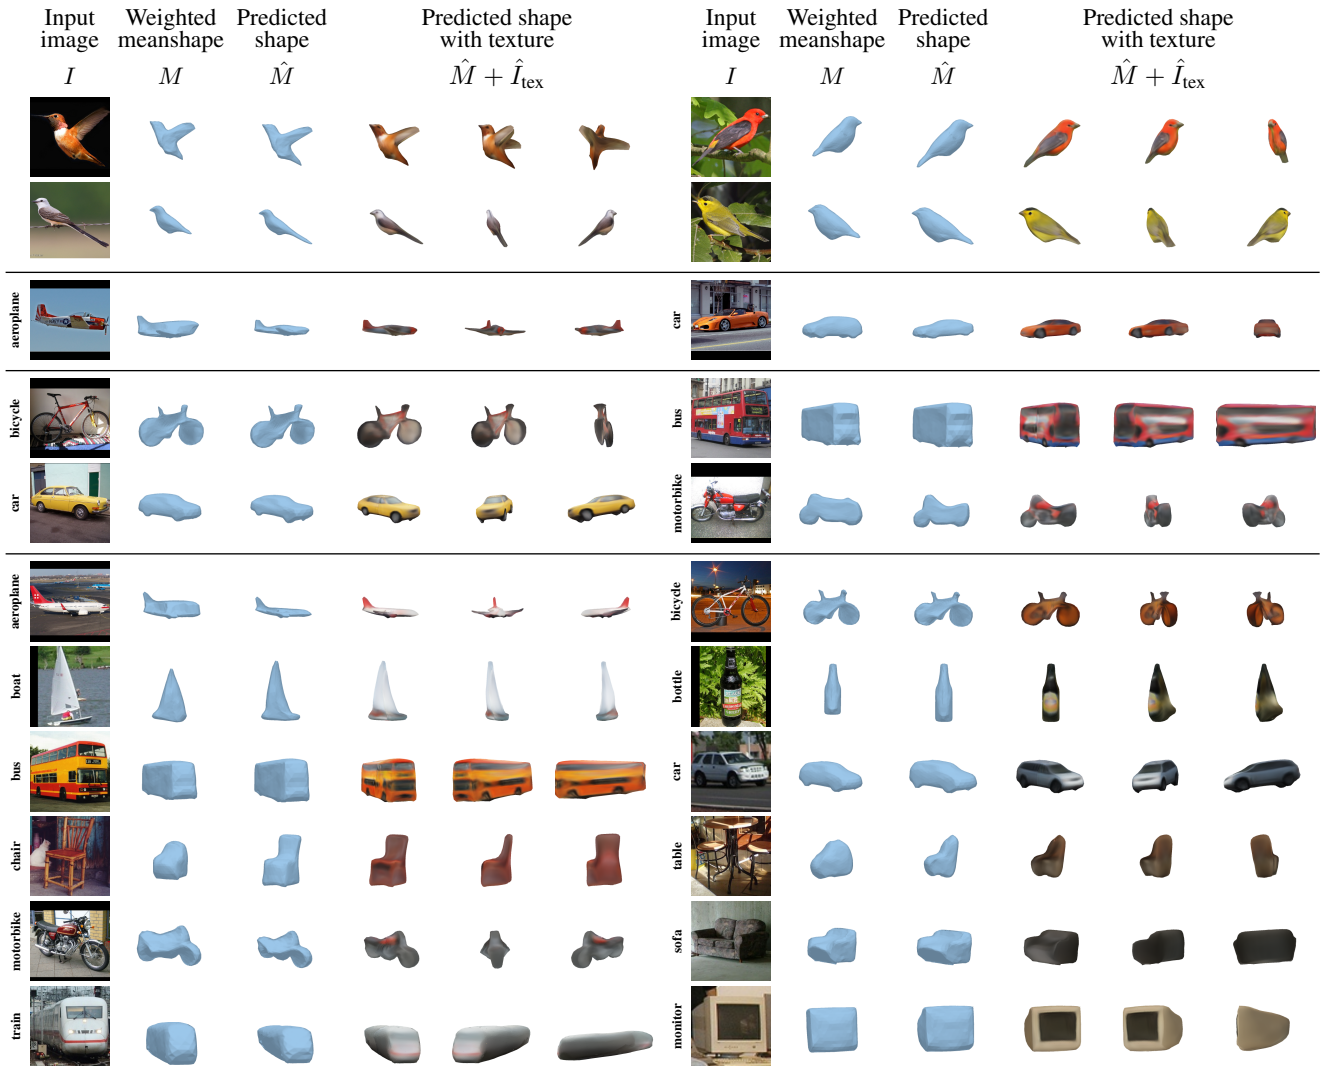 Input image
Weighted meanshape
Predicted shape
Predicted shape with texture
Input image
Weighted meanshape
Predicted shape
Predicted shape with texture
I
M
M̂
M̂ + Î_tex
I
M
M̂
M̂ + Î_tex
aeroplane
car
bicycle
bus
car
motorbike
aeroplane
bicycle
boat
bottle
bus
car
chair
table
motorbike
sofa
train
monitor